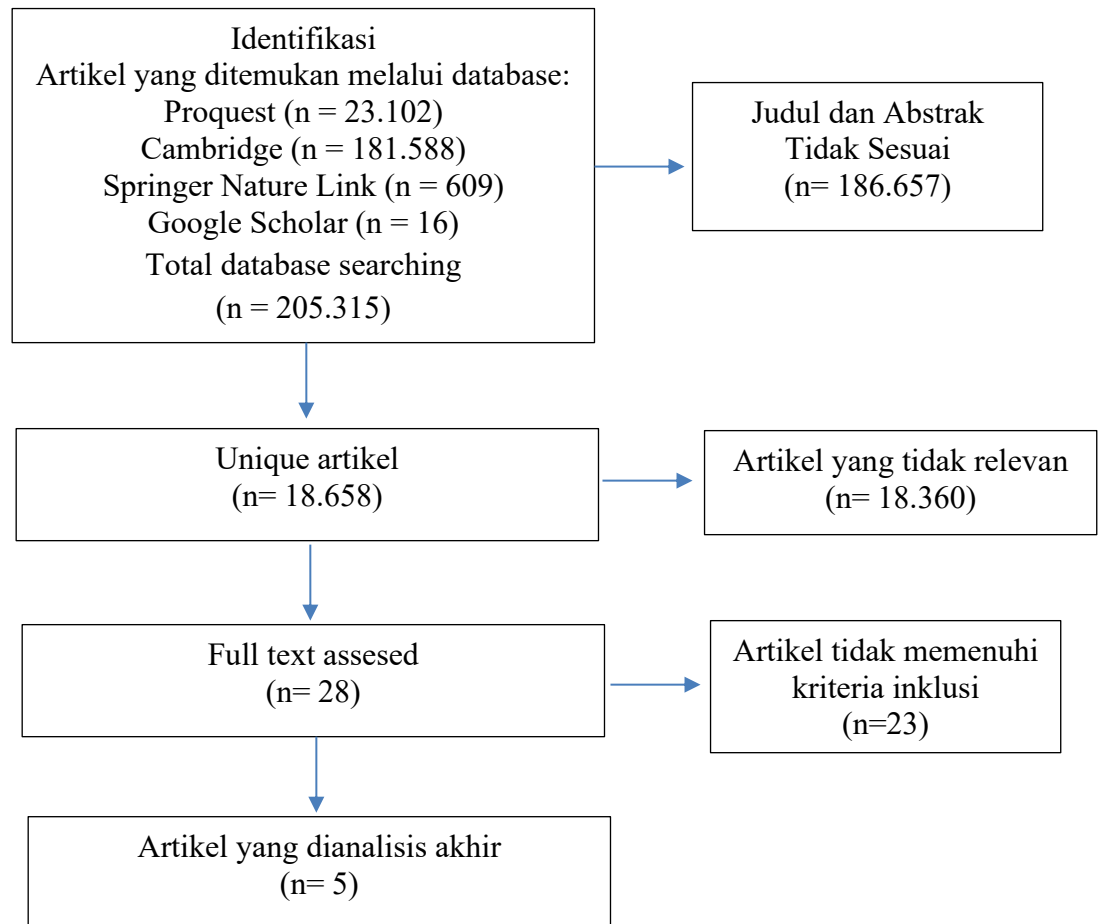 Identifikasi
Artikel yang ditemukan melalui database:
Proquest (n = 23.102)
Cambridge (n = 181.588)
Springer Nature Link (n = 609)
Google Scholar (n = 16)
Total database searching
(n = 205.315)
Judul dan Abstrak
Tidak Sesuai
(n= 186.657)
Unique artikel
(n= 18.658)
Artikel yang tidak relevan
(n= 18.360)
Full text assesed
(n= 28)
Artikel tidak memenuhi
kriteria inklusi
(n=23)
Artikel yang dianalisis akhir
(n= 5)